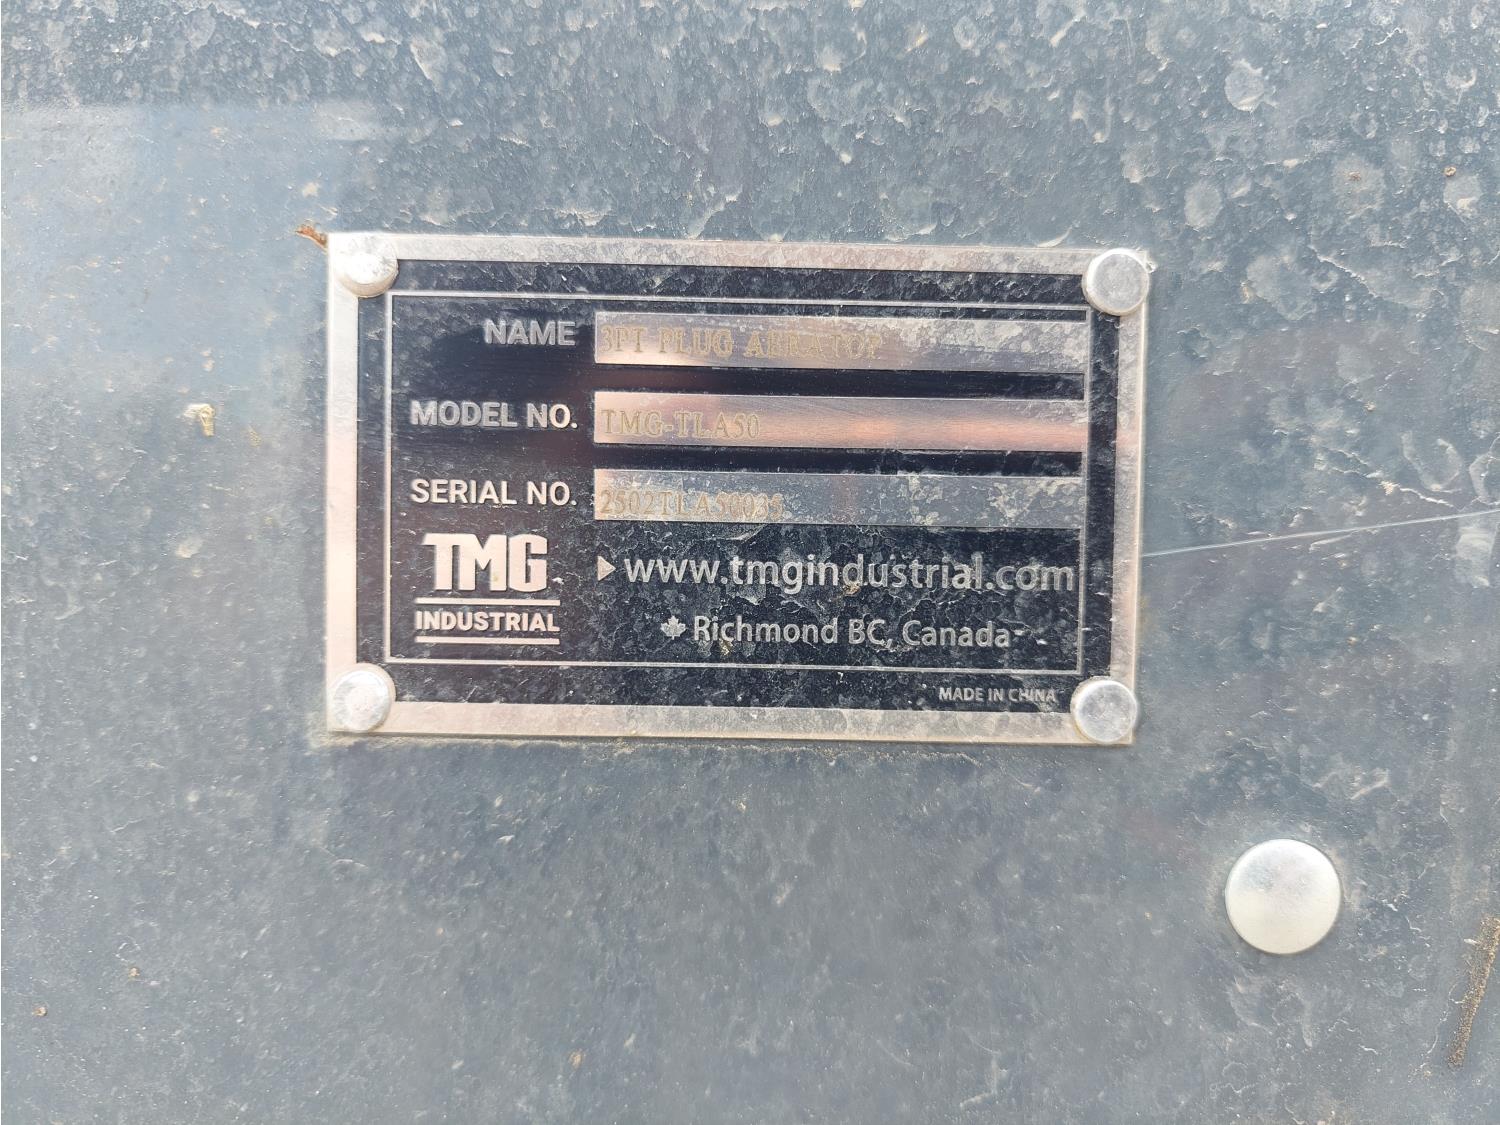 NAME 3PT PLUG AERATOP
MODEL NO. TMG-TLA50
SERIAL NO. 2502TLA50035
TMG
INDUSTRIAL
www.tmgindustrial.com
Richmond BC, Canada
MADE IN CHINA